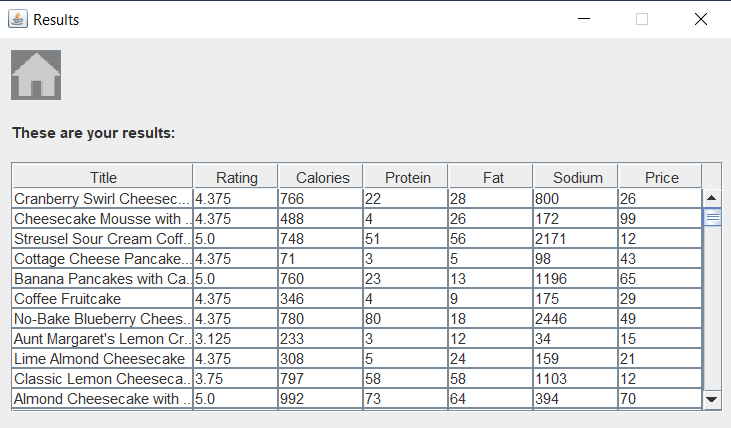 Results
These are your results:
Title Rating Calories Protein Fat Sodium Price
Cranberry Swirl Cheesec... 4.375 766 22 28 800 26
Cheesecake Mousse with ... 4.375 488 4 26 172 99
Streusel Sour Cream Coff... 5.0 748 51 56 2171 12
Cottage Cheese Pancake... 4.375 71 3 5 98 43
Banana Pancakes with Ca... 5.0 760 23 13 1196 65
Coffee Fruitcake 4.375 346 4 9 175 29
No-Bake Blueberry Chees... 4.375 780 80 18 2446 49
Aunt Margaret's Lemon Cr... 3.125 233 3 12 34 15
Lime Almond Cheesecake 4.375 308 5 24 159 21
Classic Lemon Cheeseca... 3.75 797 58 58 1103 12
Almond Cheesecake with ... 5.0 992 73 64 394 70